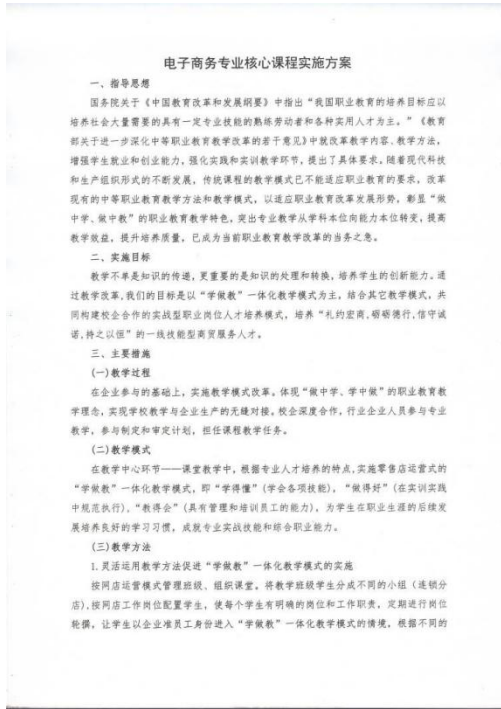 电子商务专业核心课程实施方案
一、指导思想
国务院关于《中国教育改革和发展纲要》中指出“我国职业教育的培养目标应以
培养社会大量需要的具有一定专业技能的熟练劳动者和各种实用人才为主。”《教育
部关于进一步深化中等职业教育教学改革的若干意见》中就改革教学内容、教学方法，
增强学生就业和创业能力，强化实践和实训教学环节，提出了具体要求，随着现代科技
和生产组织形式的不断发展，传统课程的教学模式已不能适应职业教育的要求，改革
现有的中等职业教育教学方法和教学模式，以适应职业教育改革发展形势，彰显“做
中学、做中教”的职业教育教学特色，突出专业教学从学科本位向能力本位转变，提高
教学效益，提升培养质量，已成为当前职业教育教学改革的当务之急。
二、实施目标
教学不单是知识的传递，更重要的是知识的处理和转换，培养学生的创新能力。通
过教学改革，我们的目标是以“学做教”一体化教学模式为主，结合其它教学模式，共
同构建校企合作的实战型职业岗位人才培养模式，培养“礼约宏商，砺砺德行，信守诚
诺，持之以恒”的一线技能型商贸服务人才。
三、主要措施
（一）教学过程
在企业参与的基础上，实施教学模式改革。体现“做中学、学中做”的职业教育教
学理念，实现学校教学与企业生产的无缝对接。校企深度合作，行业企业人员参与专业
教学，参与制定和审定计划，担任课程教学任务。
（二）教学模式
在教学中心环节——课堂教学中，根据专业人才培养的特点，实施零售店运营式的
“学做教”一体化教学模式，即“学得懂”（学会各项技能），“做得好”（在实训实践
中规范执行），“教得会”（具有管理和培训员工的能力），为学生在职业生涯的后续发
展培养良好的学习习惯，成就专业实战技能和综合职业能力。
（三）教学方法
1.灵活运用教学方法促进“学做教”一体化教学模式的实施
按网店运营模式管理班级、组织课堂。将教学班级学生分成不同的小组（连锁分
店），按网店工作岗位配置学生，使每个学生有明确的岗位和工作职责，定期进行岗位
轮撰，让学生以企业准员工身份进入“学做教”一体化教学模式的情境，根据不同的